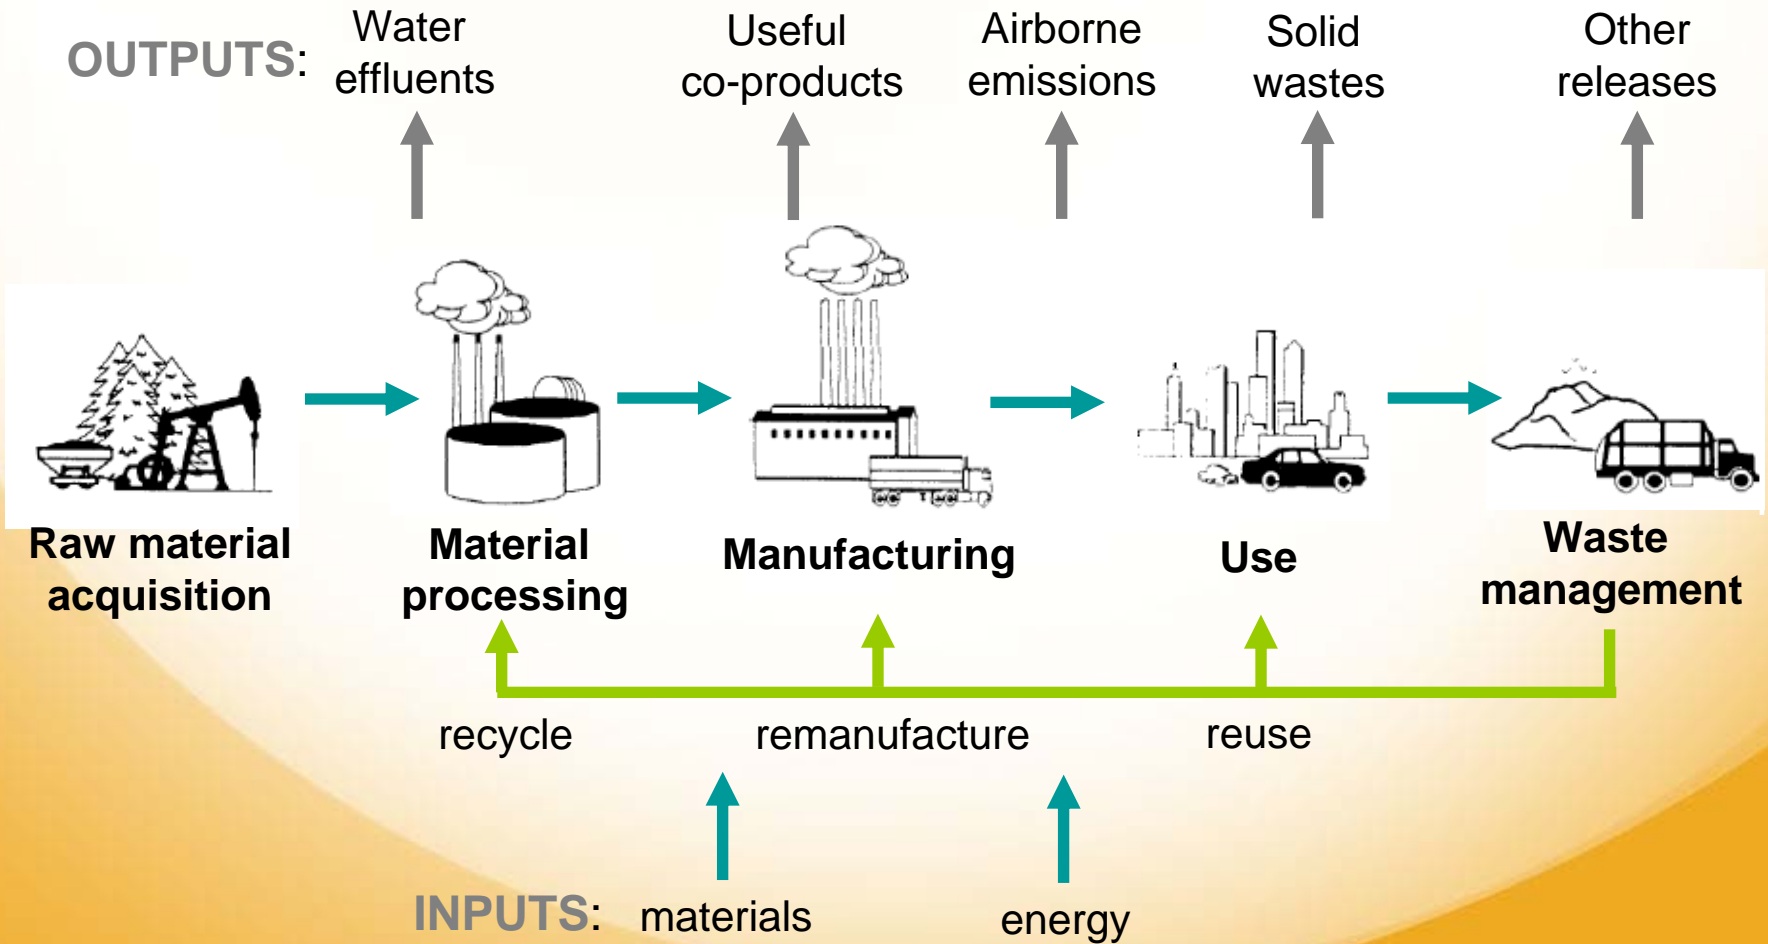 OUTPUTS:
Water
effluents
Useful
co-products
Airborne
emissions
Solid
wastes
Other
releases
Raw material
acquisition
Material
processing
Manufacturing
Use
Waste
management
recycle
remanufacture
reuse
INPUTS:
materials
energy